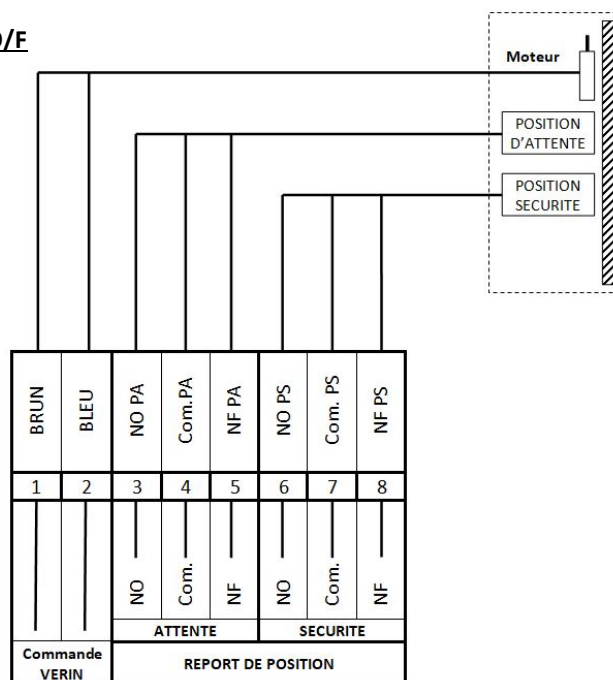 /F
Moteur
POSITION
D'ATTENTE
POSITION
SECURITE
BRUN
BLEU
NO PA
Com.PA
NF PA
NO PS
Com. PS
NF PS
1 2 3 4 5 6 7 8
NO
Com.
NF
NO
Com.
NF
ATTENTE
SECURITE
Commande
VERIN
REPORT DE POSITION